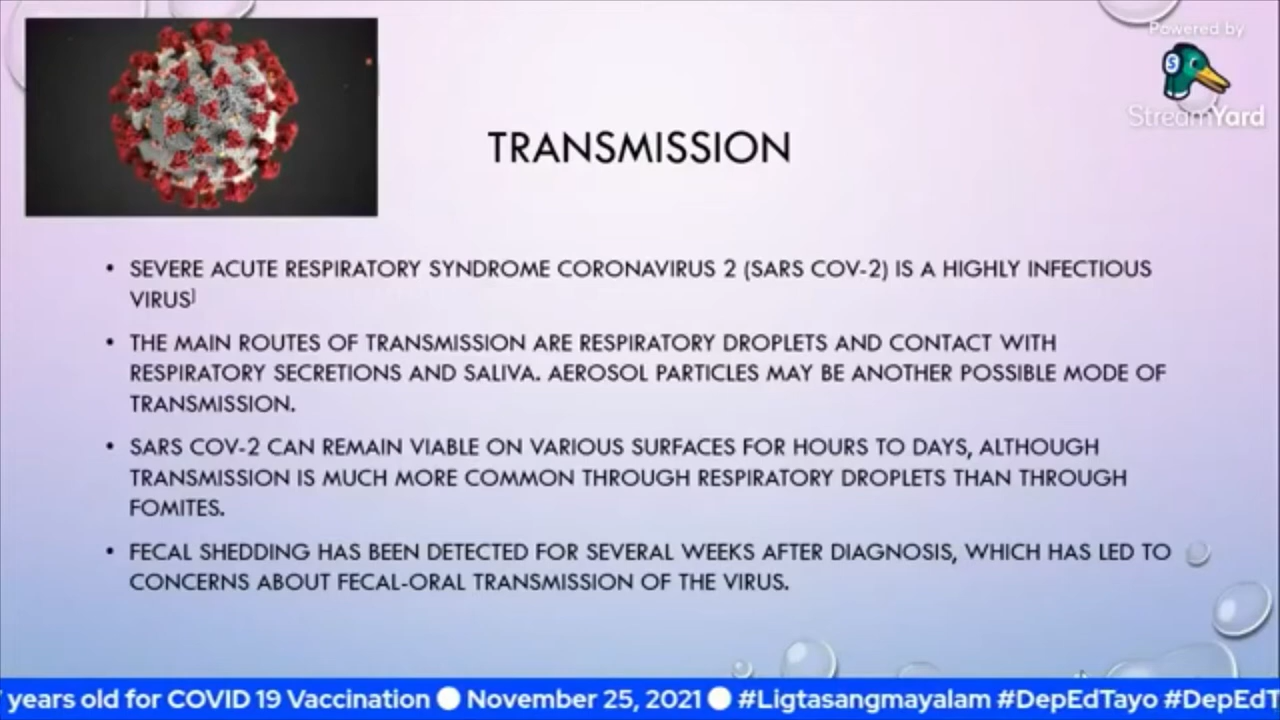 Powered by
StreamYard
TRANSMISSION
• SEVERE ACUTE RESPIRATORY SYNDROME CORONAVIRUS 2 (SARS COV-2) IS A HIGHLY INFECTIOUS
VIRUS]
• THE MAIN ROUTES OF TRANSMISSION ARE RESPIRATORY DROPLETS AND CONTACT WITH
RESPIRATORY SECRETIONS AND SALIVA. AEROSOL PARTICLES MAY BE ANOTHER POSSIBLE MODE OF
TRANSMISSION.
• SARS COV-2 CAN REMAIN VIABLE ON VARIOUS SURFACES FOR HOURS TO DAYS, ALTHOUGH
TRANSMISSION IS MUCH MORE COMMON THROUGH RESPIRATORY DROPLETS THAN THROUGH
FOMITES.
• FECAL SHEDDING HAS BEEN DETECTED FOR SEVERAL WEEKS AFTER DIAGNOSIS, WHICH HAS LED TO
CONCERNS ABOUT FECAL-ORAL TRANSMISSION OF THE VIRUS.
years old for COVID 19 Vaccination ● November 25, 2021 ● #Ligtasangmayalam #DepEdTayo #DepEdT